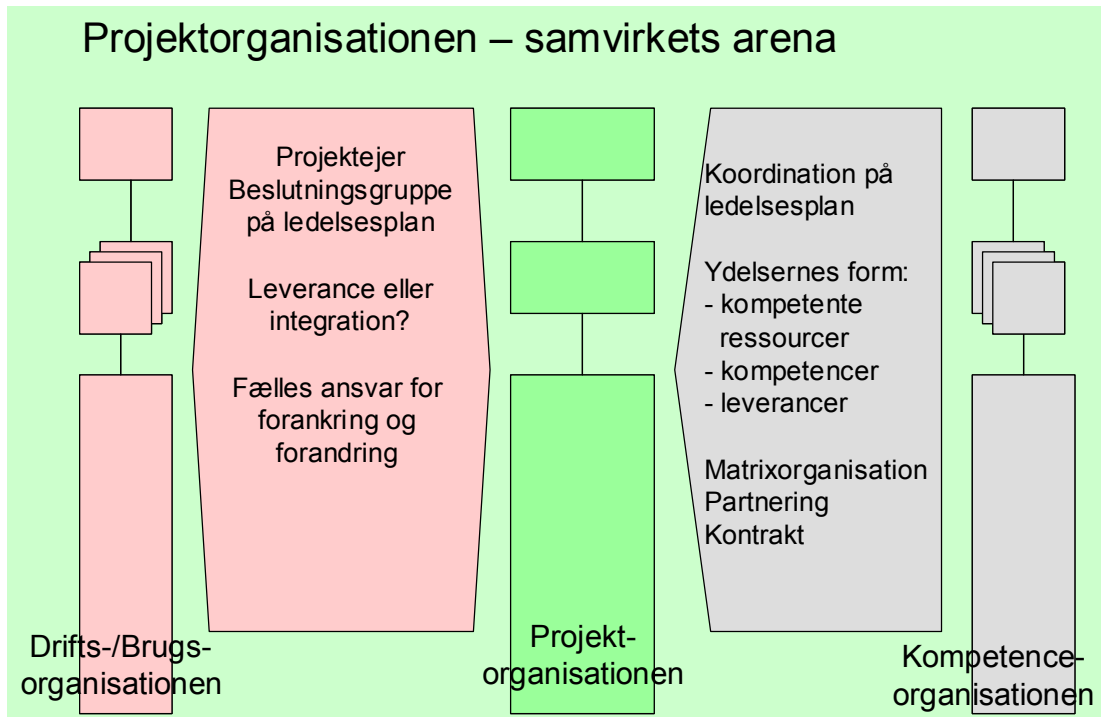 Projektorganisationen – samvirkets arena
Projektejer
Beslutningsgruppe
på ledelsesplan
Leverance eller
integration?
Fælles ansvar for
forankring og
forandring
Koordination på
ledelsesplan
Ydelsernes form:
- kompetente
ressourcer
- kompetencer
- leverancer
Matrixorganisation
Partnering
Kontrakt
Drifts-/Brugs-
organisationen
Projekt-
organisationen
Kompetence-
organisationen